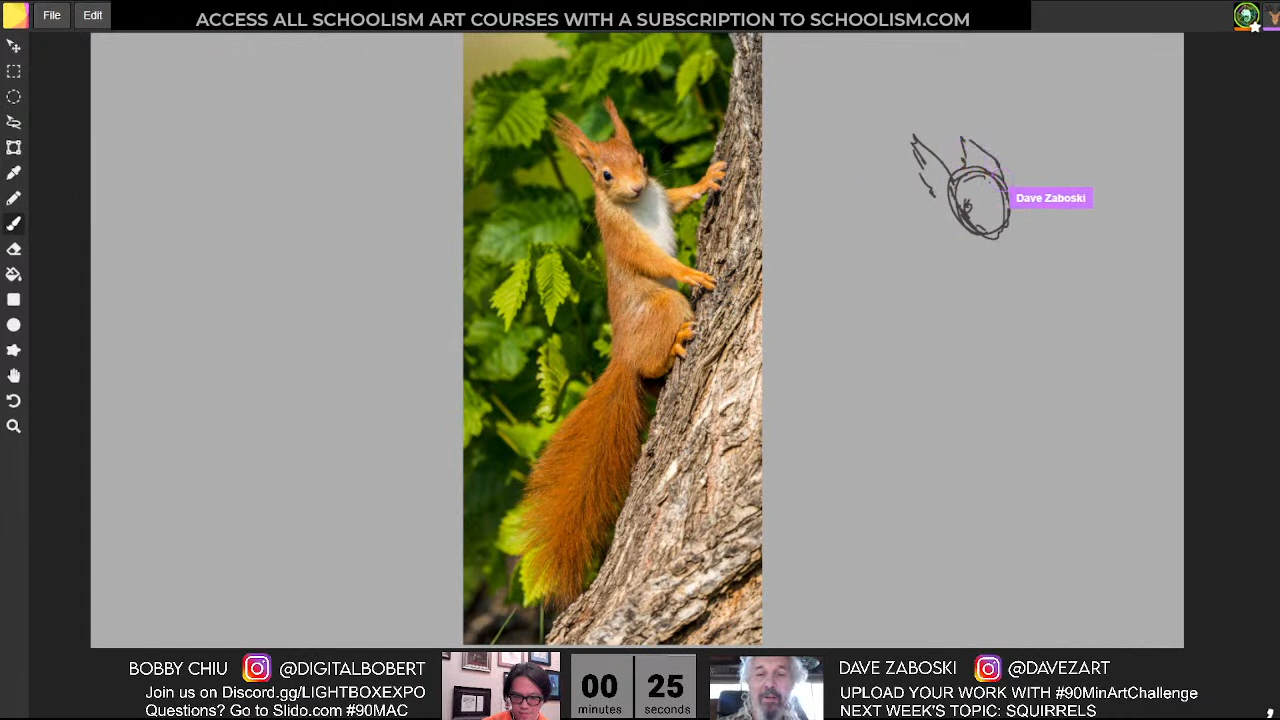 ACCESS ALL SCHOOLISM ART COURSES WITH A SUBSCRIPTION TO SCHOOLISM.COM
File Edit
Dave Zaboski
BOBBY CHIU @DIGITALBOBERT
Join us on Discord.gg/LIGHTBOXEXPO
Questions? Go to Slido.com #90MAC
00 25
minutes seconds
DAVE ZABOSKI @DAVEZART
UPLOAD YOUR WORK WITH #90MinArtChallenge
NEXT WEEK'S TOPIC: SQUIRRELS